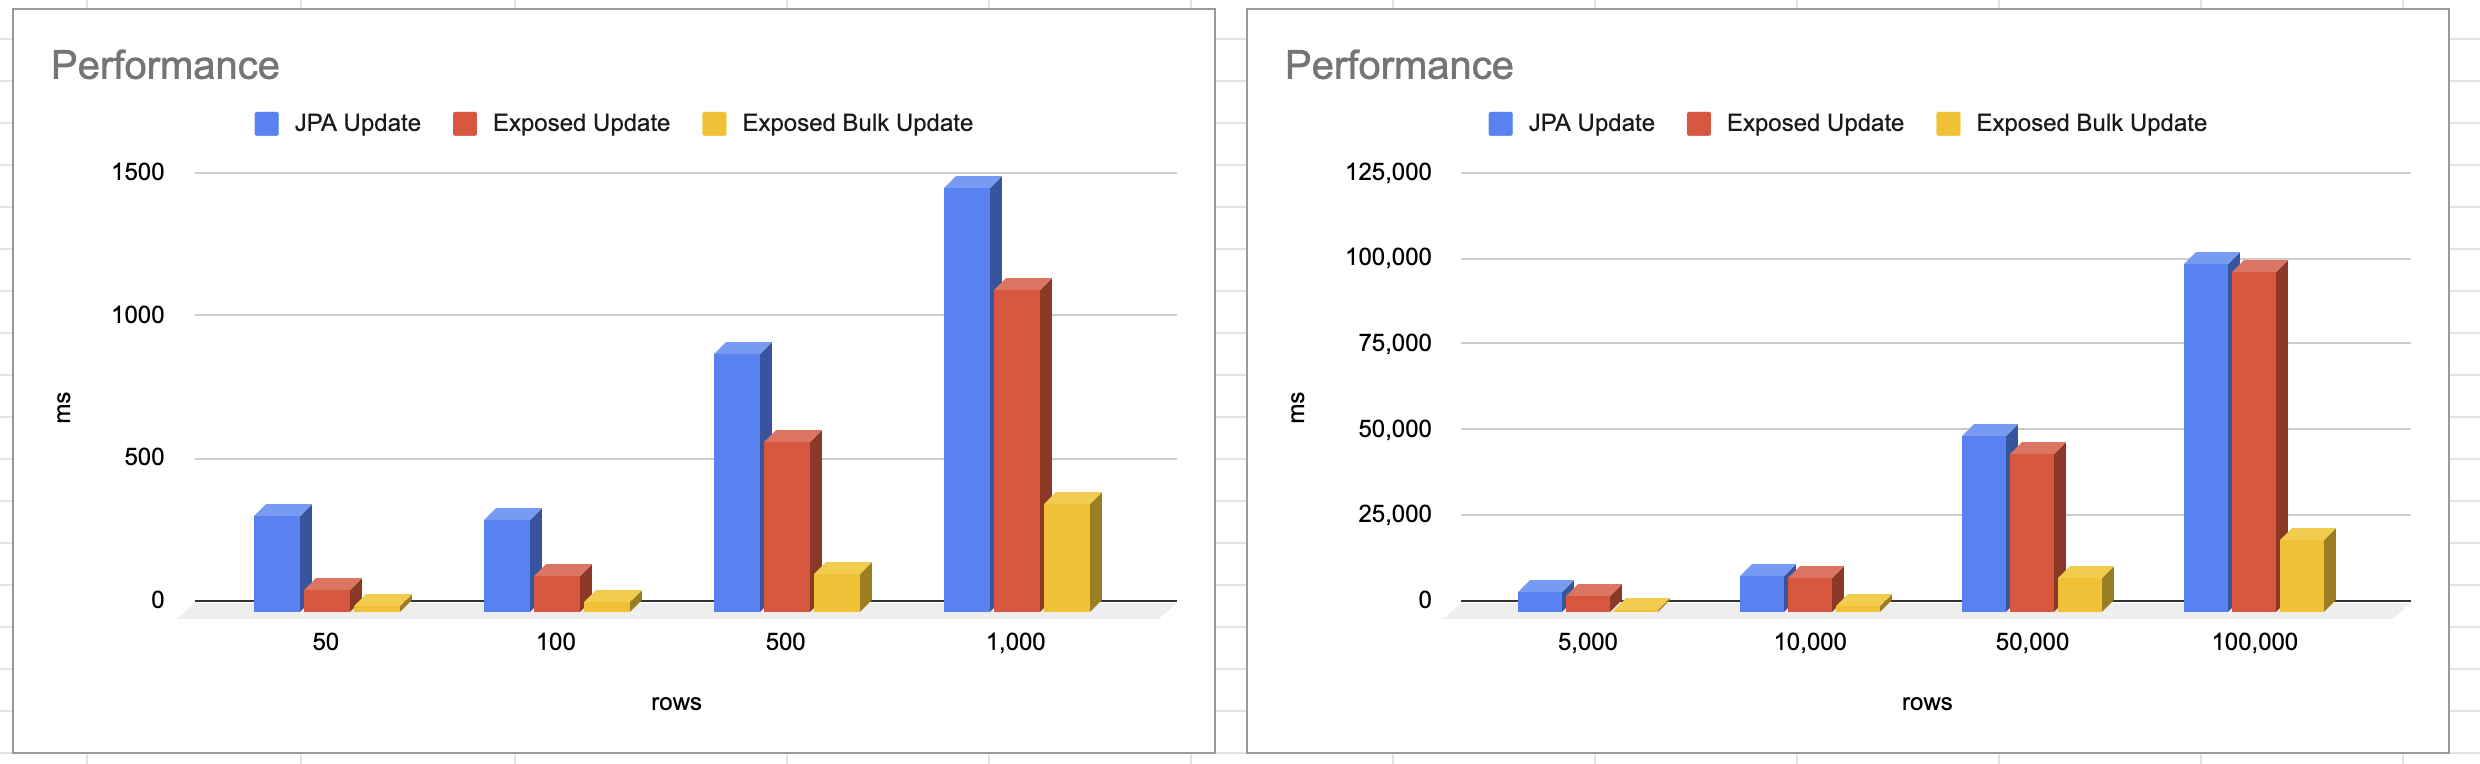 Performance
JPA Update Exposed Update Exposed Bulk Update
1500
1000
500
0
ms
50 100 500 1,000
rows
Performance
JPA Update Exposed Update Exposed Bulk Update
125,000
100,000
75,000
50,000
25,000
0
ms
5,000 10,000 50,000 100,000
rows